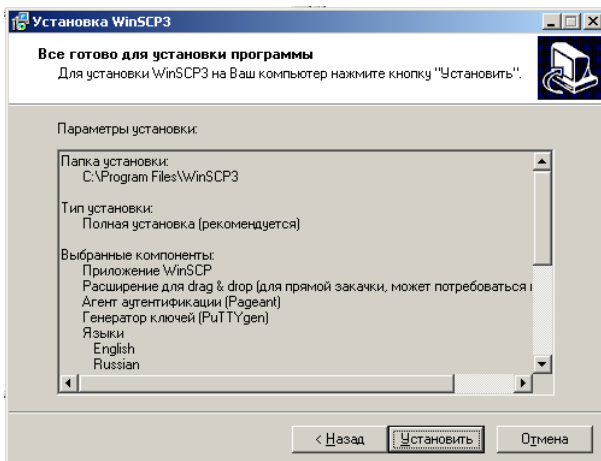 Установка WinSCP3
Все готово для установки программы
Для установки WinSCP3 на Ваш компьютер нажмите кнопку "Установить".
Параметры установки:
Папка установки:
C:\Program Files\WinSCP3
Тип установки:
Полная установка (рекомендуется)
Выбранные компоненты:
Приложение WinSCP
Расширение для drag & drop (для прямой закачки, может потребоваться
Агент аутентификации (Pageant)
Генератор ключей (PuTTYgen)
Языки
English
Russian
< Назад Установить Отмена